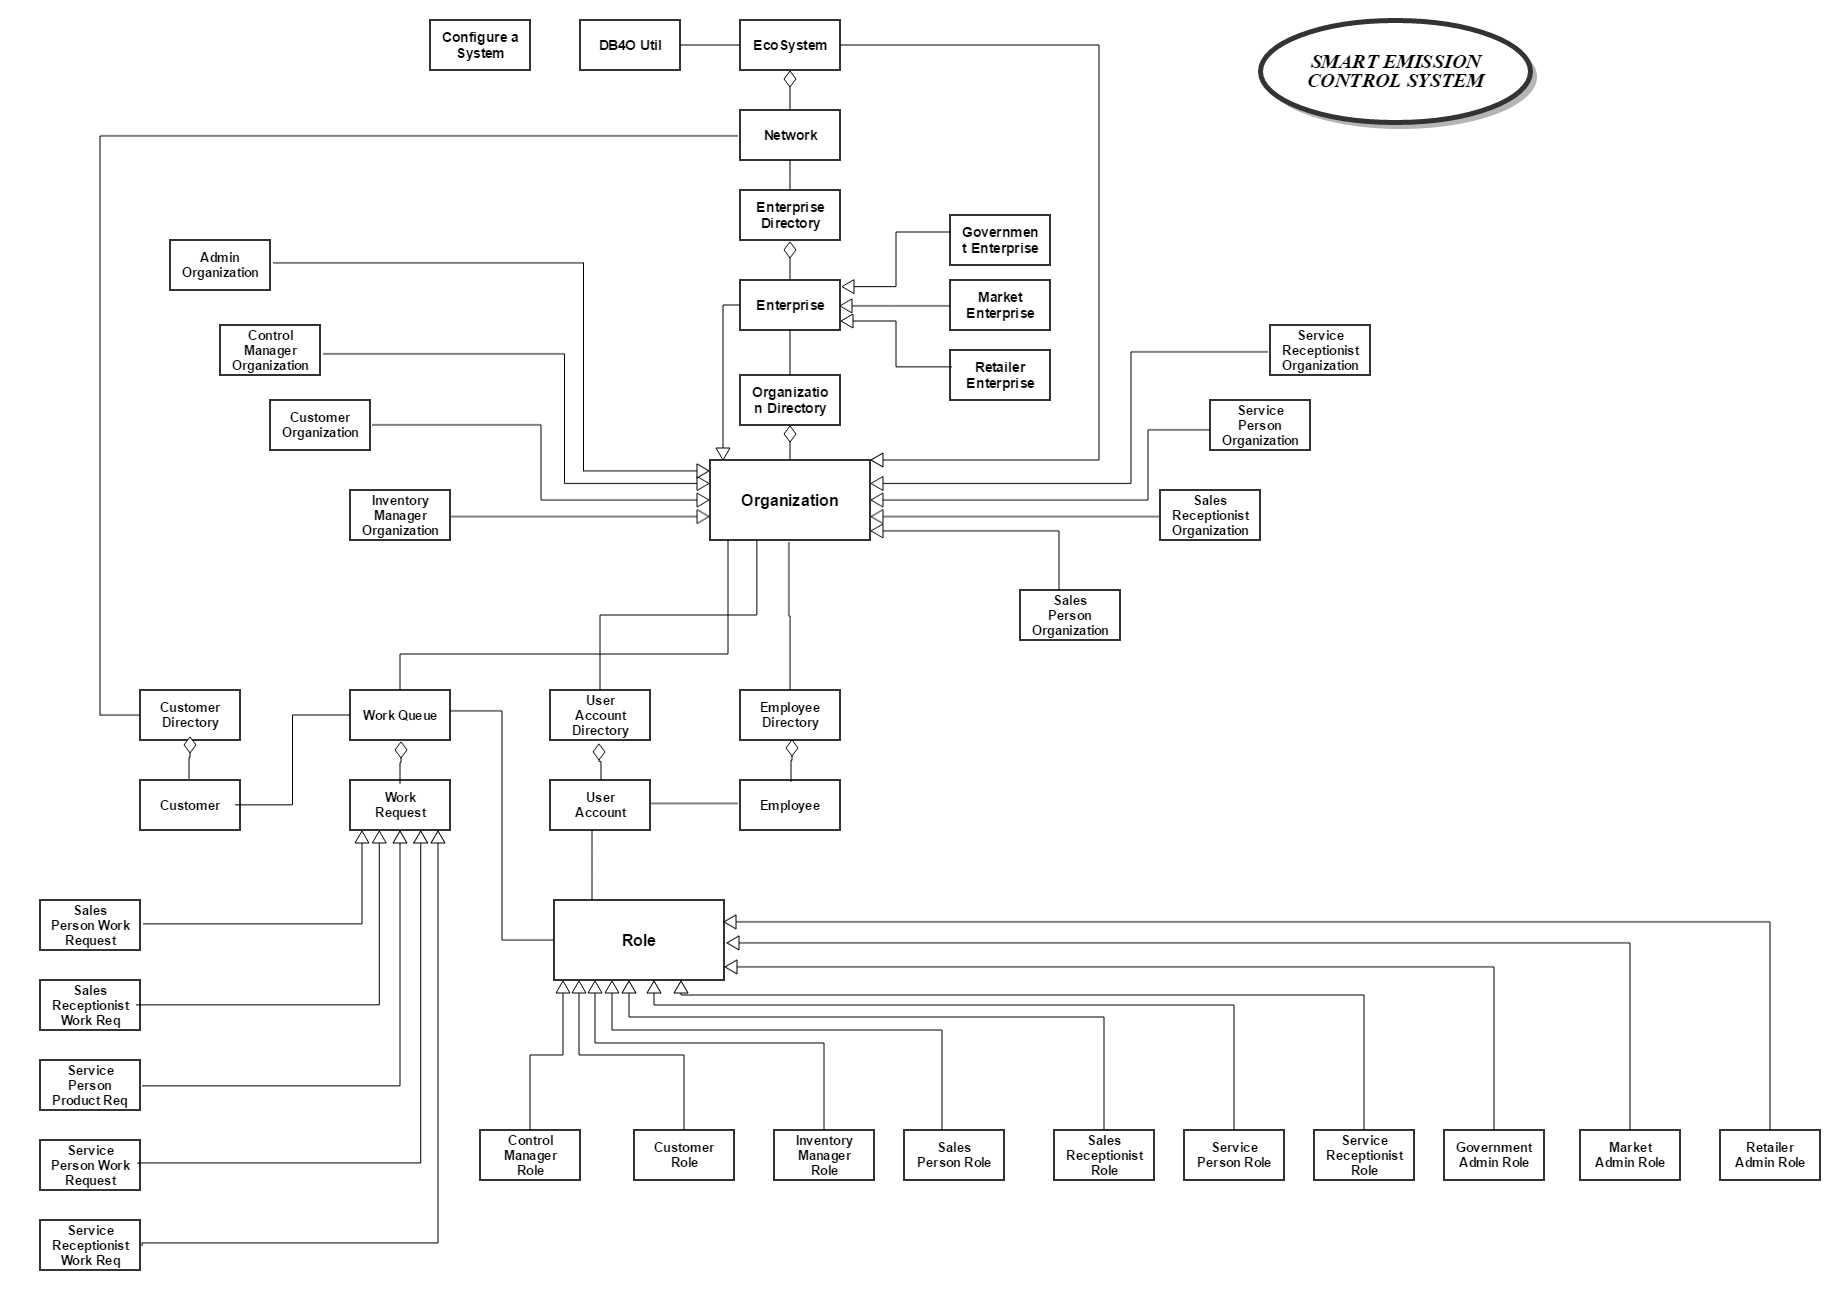 Configure a
System
DB4O Util
EcoSystem
SMART EMISSION
CONTROL SYSTEM
Network
Enterprise
Directory
Governmen
t Enterprise
Admin
Organization
Enterprise
Market
Enterprise
Control
Manager
Organization
Service
Receptionist
Organization
Retailer
Enterprise
Organizatio
n Directory
Customer
Organization
Service
Person
Organization
Organization
Inventory
Manager
Organization
Sales
Receptionist
Organization
Sales
Person
Organization
Customer
Directory
Work Queue
User
Account
Directory
Employee
Directory
Customer
Work
Request
User
Account
Employee
Sales
Person Work
Request
Role
Sales
Receptionist
Work Req
Service
Person
Product Req
Service
Person Work
Request
Control
Manager
Role
Customer
Role
Inventory
Manager
Role
Sales
Person Role
Sales
Receptionist
Role
Service
Person Role
Service
Receptionist
Role
Government
Admin Role
Market
Admin Role
Retailer
Admin Role
Service
Receptionist
Work Req